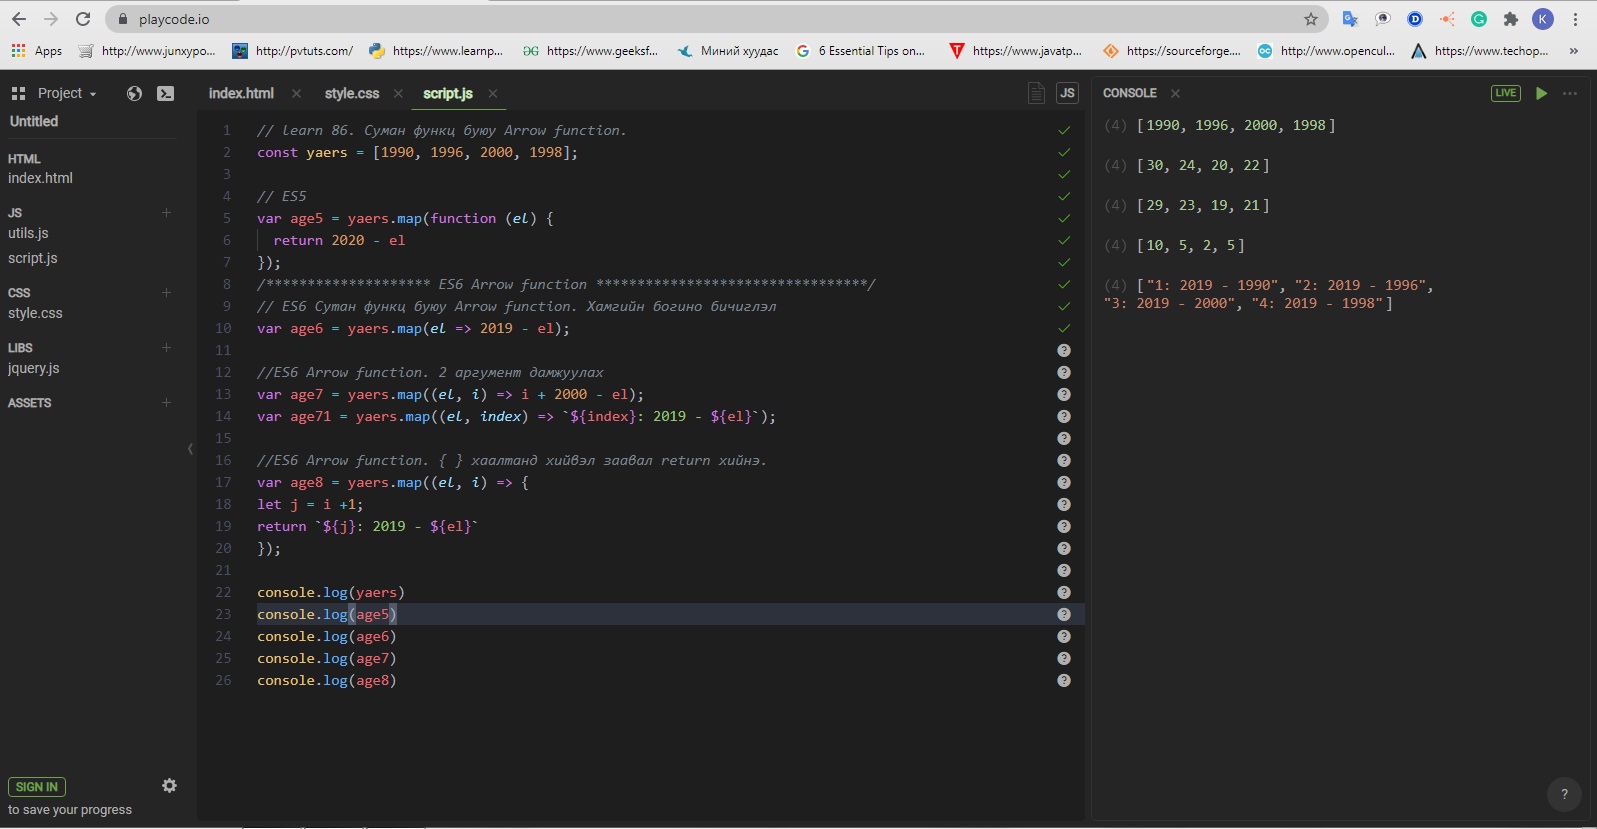 playcode.io
K
Apps
http://www.junxypo...
http://pvtuts.com/
https://www.learnp...
https://www.geeksf...
Миний хуудас
6 Essential Tips on...
https://www.javatp...
https://sourceforge....
http://www.opencul...
https://www.techop...
»
Project
Untitled
HTML
index.html
JS
utils.js
script.js
CSS
style.css
LIBS
jquery.js
ASSETS
SIGN IN
to save your progress
index.html
style.css
script.js
JS
1 // learn 86. Суман функц буюу Arrow function.
2 const yaers = [1990, 1996, 2000, 1998];
3
4 // ES5
5 var age5 = yaers.map(function (el) {
6 return 2020 - el
7 });
8 /******************** ES6 Arrow function *********************************/
9 // ES6 Суман функц буюу Arrow function. Хамгийн богино бичиглэл
10 var age6 = yaers.map(el => 2019 - el);
11
12 //ES6 Arrow function. 2 аргумент дамжуулах
13 var age7 = yaers.map((el, i) => i + 2000 - el);
14 var age71 = yaers.map((el, index) => `${index}: 2019 - ${el}`);
15
16 //ES6 Arrow function. { } хаалтанд хийвэл заавал return хийнэ.
17 var age8 = yaers.map((el, i) => {
18 let j = i +1;
19 return `${j}: 2019 - ${el}`
20 });
21
22 console.log(yaers)
23 console.log(age5)
24 console.log(age6)
25 console.log(age7)
26 console.log(age8)
CONSOLE
LIVE
(4) [1990, 1996, 2000, 1998]
(4) [30, 24, 20, 22]
(4) [29, 23, 19, 21]
(4) [10, 5, 2, 5]
(4) ["1: 2019 - 1990", "2: 2019 - 1996",
"3: 2019 - 2000", "4: 2019 - 1998"]
?